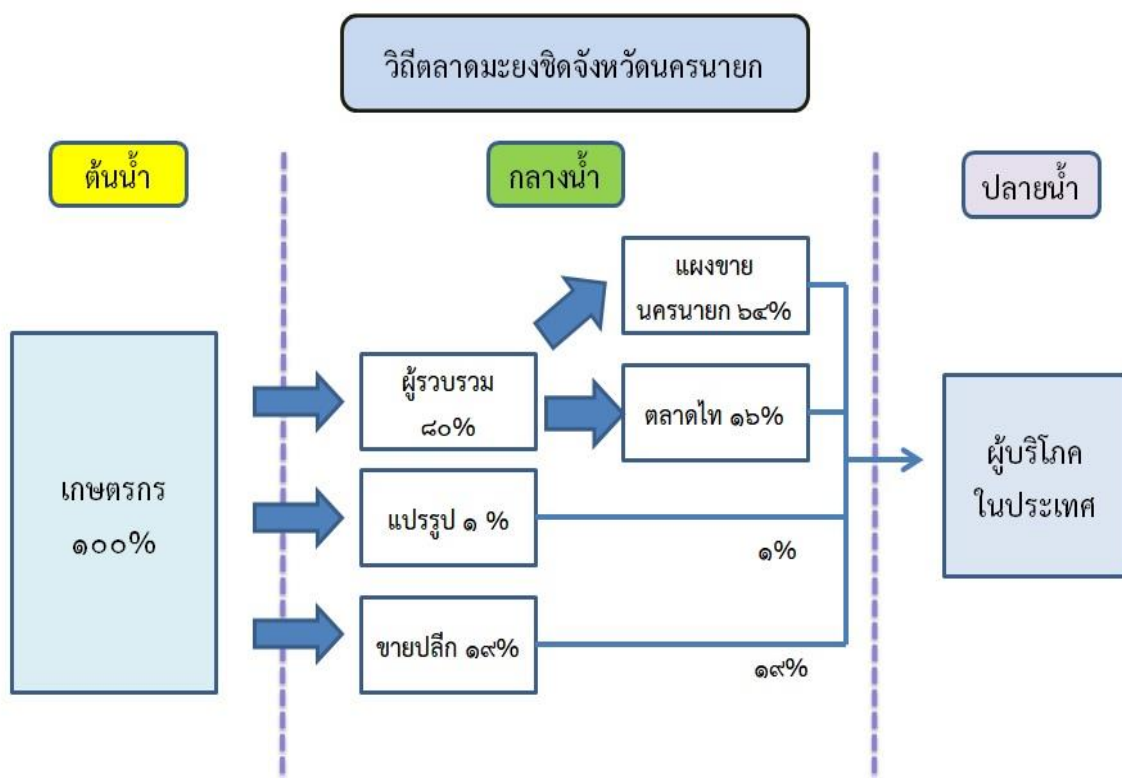 วิถีตลาดมะยงชิดจังหวัดนครนายก
ต้นน้ำ
กลางน้ำ
ปลายน้ำ
เกษตรกร
๑๐๐%
ผู้รวบรวม
๘๐%
แปรรูป ๑ %
ขายปลีก ๑๙%
แผงขาย
นครนายก ๖๔%
ตลาดไท ๑๖%
๑%
๑๙%
ผู้บริโภค
ในประเทศ